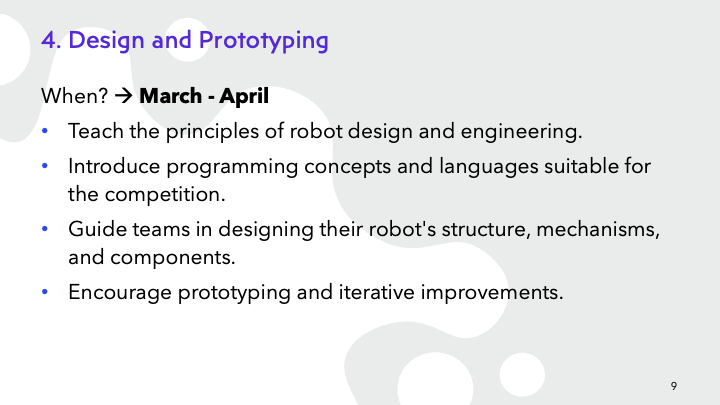 4. Design and Prototyping
When? → March - April
• Teach the principles of robot design and engineering.
• Introduce programming concepts and languages suitable for
the competition.
• Guide teams in designing their robot's structure, mechanisms,
and components.
• Encourage prototyping and iterative improvements.
9